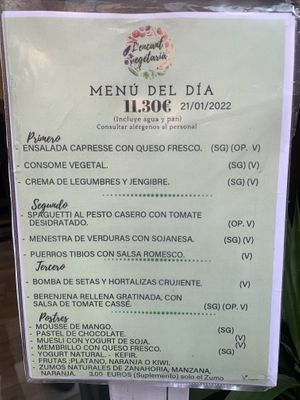 L'encant vegetaria
MENÚ DEL DÍA
11.30€ 21/01/2022
(Incluye agua y pan)
Consultar alérgenos al personal
Primero
- ENSALADA CAPRESSE CON QUESO FRESCO. (SG) (OP. V)
- CONSOME VEGETAL. (SG) (V)
- CREMA DE LEGUMBRES Y JENGIBRE. (SG) (V)
Segundo
- SPAGUETTI AL PESTO CASERO CON TOMATE
DESIDRATADO. (OP. V)
- MENESTRA DE VERDURAS CON SOJANESA. (SG) (V)
- PUERROS TIBIOS CON SALSA ROMESCO. (V)
Tercero
- BOMBA DE SETAS Y HORTALIZAS CRUJIENTE. (V)
- BERENJENA RELLENA GRATINADA, CON
SALSA DE TOMATE CASSÉ. (SG) (OP. V)
Postres
- MOUSSE DE MANGO. (SG)
- PASTEL DE CHOCOLATE.
- MUESLI CON YOGURT DE SOJA. (V)
- MEMBRILLO CON QUESO FRESCO. (SG)
- YOGURT NATURAL. - KEFIR. (SG)
- FRUTAS ;PLATANO, NARANJA O KIWI.
- ZUMOS NATURALES DE ZANAHORIA, MANZANA,
NARANJA. 3,00 EUROS (Suplemento) solo el Zumo (SG) (V)